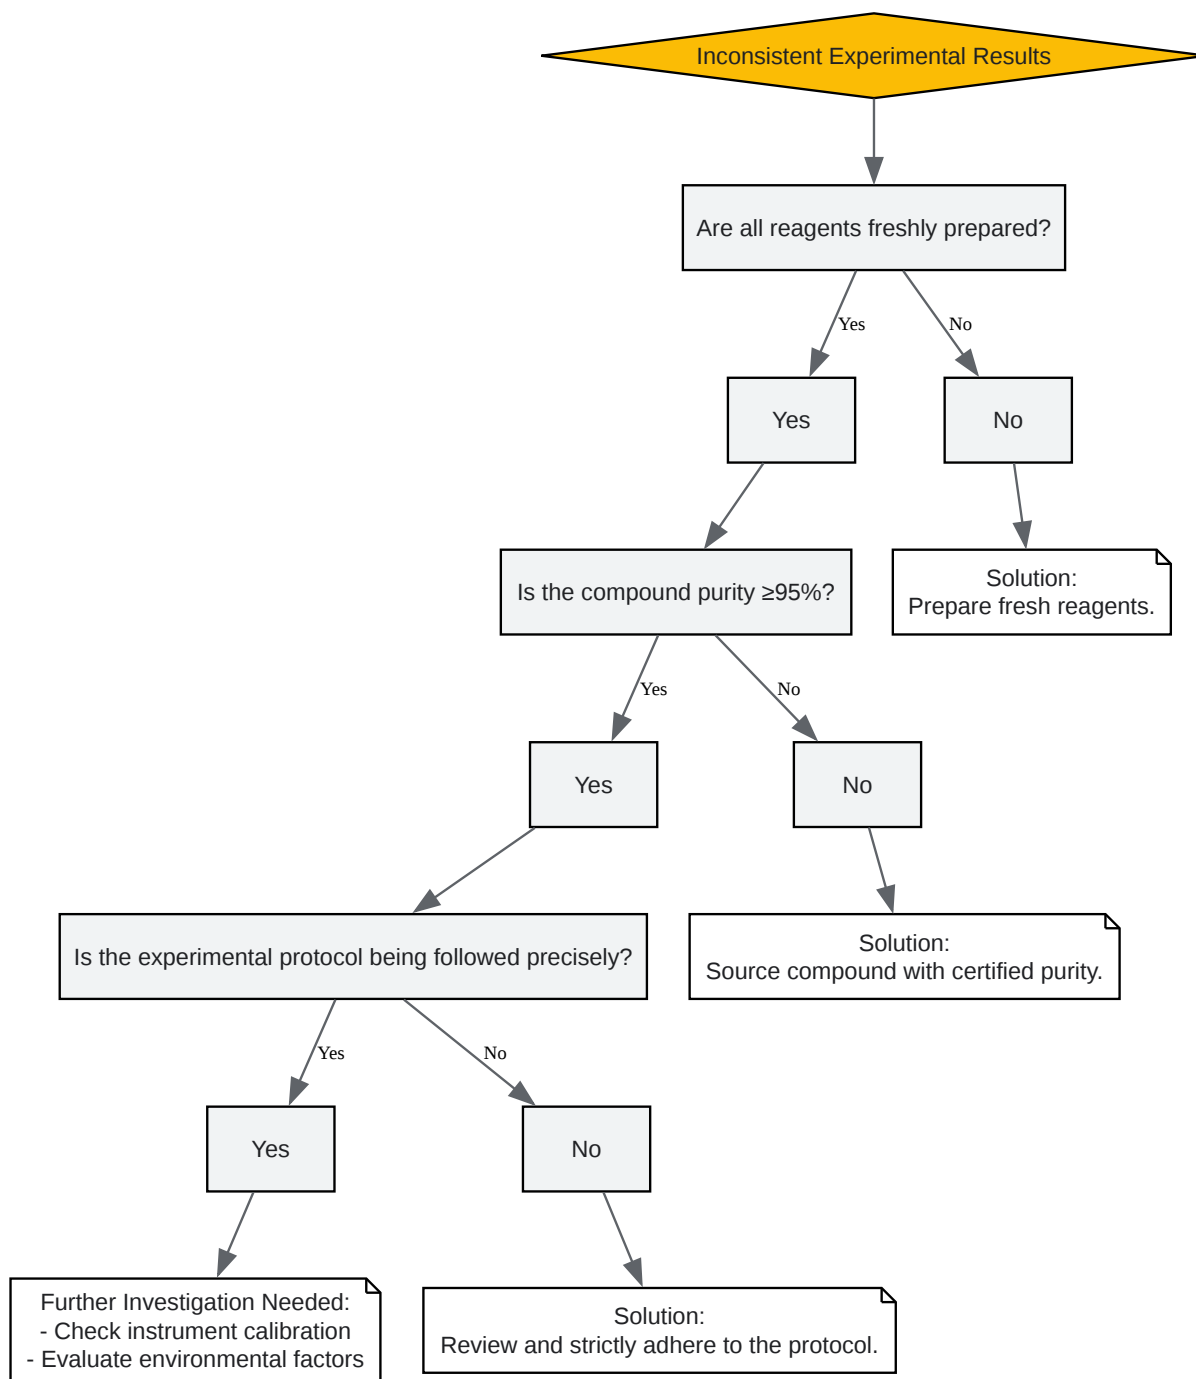 Inconsistent Experimental Results
Are all reagents freshly prepared?
Yes
No
Yes
No
Is the compound purity ≥95%?
Solution:
Prepare fresh reagents.
Yes
No
Yes
No
Is the experimental protocol being followed precisely?
Solution:
Source compound with certified purity.
Yes
No
Yes
No
Further Investigation Needed:
- Check instrument calibration
- Evaluate environmental factors
Solution:
Review and strictly adhere to the protocol.